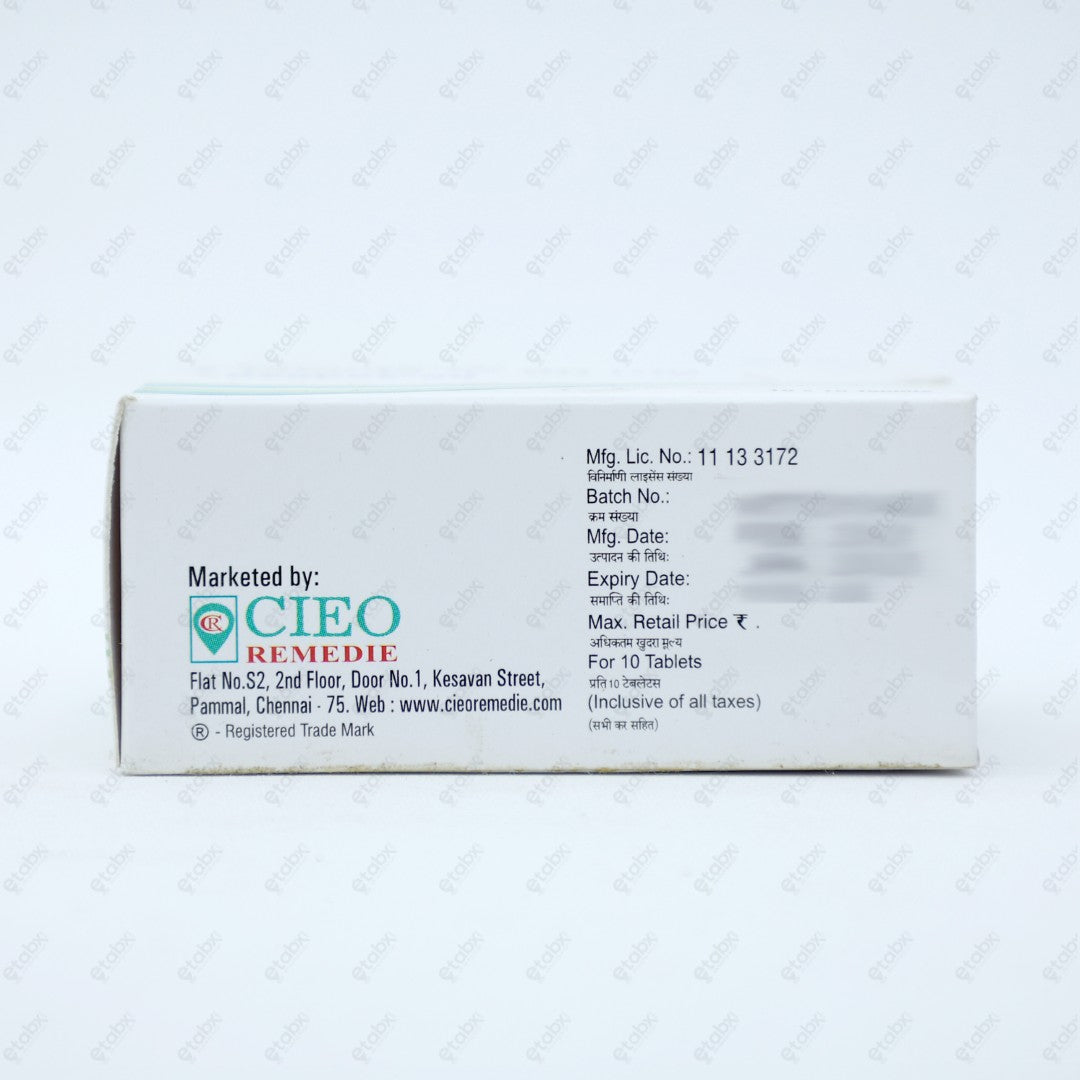 Marketed by:
CR CIEO
REMEDIE
Flat No.S2, 2nd Floor, Door No.1, Kesavan Street,
Pammal, Chennai - 75. Web : www.cieoremedie.com
® - Registered Trade Mark
Mfg. Lic. No.: 11 13 3172
विनिर्माणी लाइसेंस संख्या
Batch No.:
क्रम संख्या
Mfg. Date:
उत्पादन की तिथि:
Expiry Date:
समाप्ति की तिथि:
Max. Retail Price ₹ .
अधिकतम खुदरा मूल्य
For 10 Tablets
प्रति 10 टेबलेटस
(Inclusive of all taxes)
(सभी कर सहित)
etabx